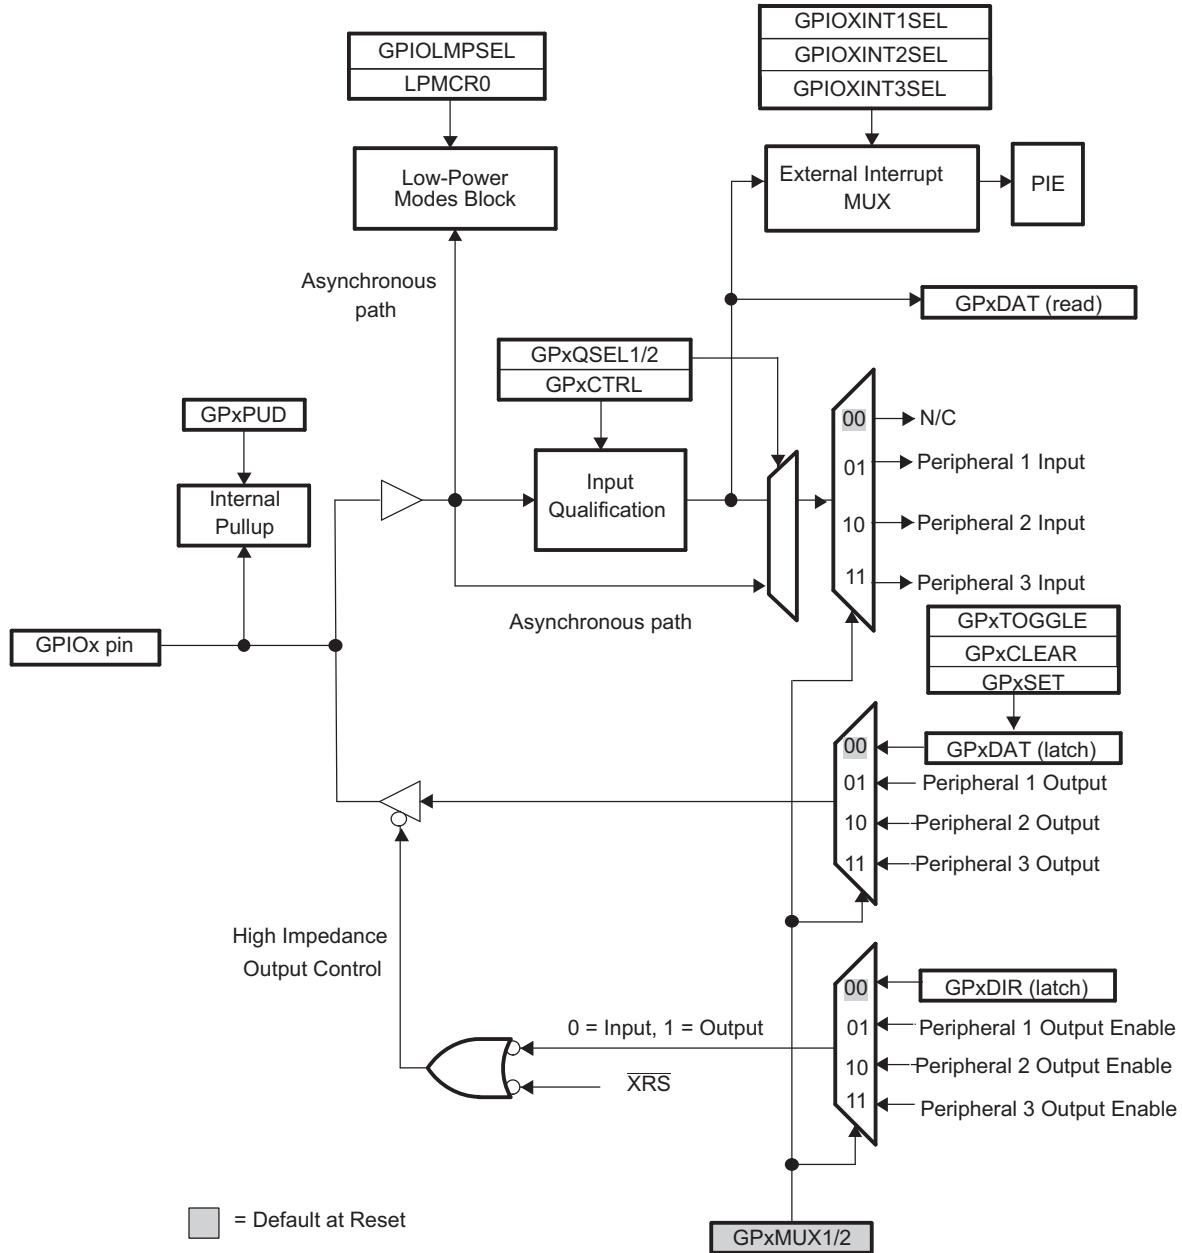 GPIOXINT1SEL
GPIOXINT2SEL
GPIOXINT3SEL
GPIOLMPSEL
LPMCR0
Low-Power
Modes Block
External Interrupt
MUX
PIE
Asynchronous
path
GPxDAT (read)
GPxQSEL1/2
GPxCTRL
GPxPUD
Internal
Pullup
Input
Qualification
00
N/C
01
Peripheral 1 Input
10
Peripheral 2 Input
11
Peripheral 3 Input
Asynchronous path
GPIOx pin
GPxTOGGLE
GPxCLEAR
GPxSET
00
GPxDAT (latch)
01
Peripheral 1 Output
10
Peripheral 2 Output
11
Peripheral 3 Output
High Impedance
Output Control
00
GPxDIR (latch)
0 = Input, 1 = Output
01
Peripheral 1 Output Enable
10
Peripheral 2 Output Enable
XRS
11
Peripheral 3 Output Enable
= Default at Reset
GPxMUX1/2